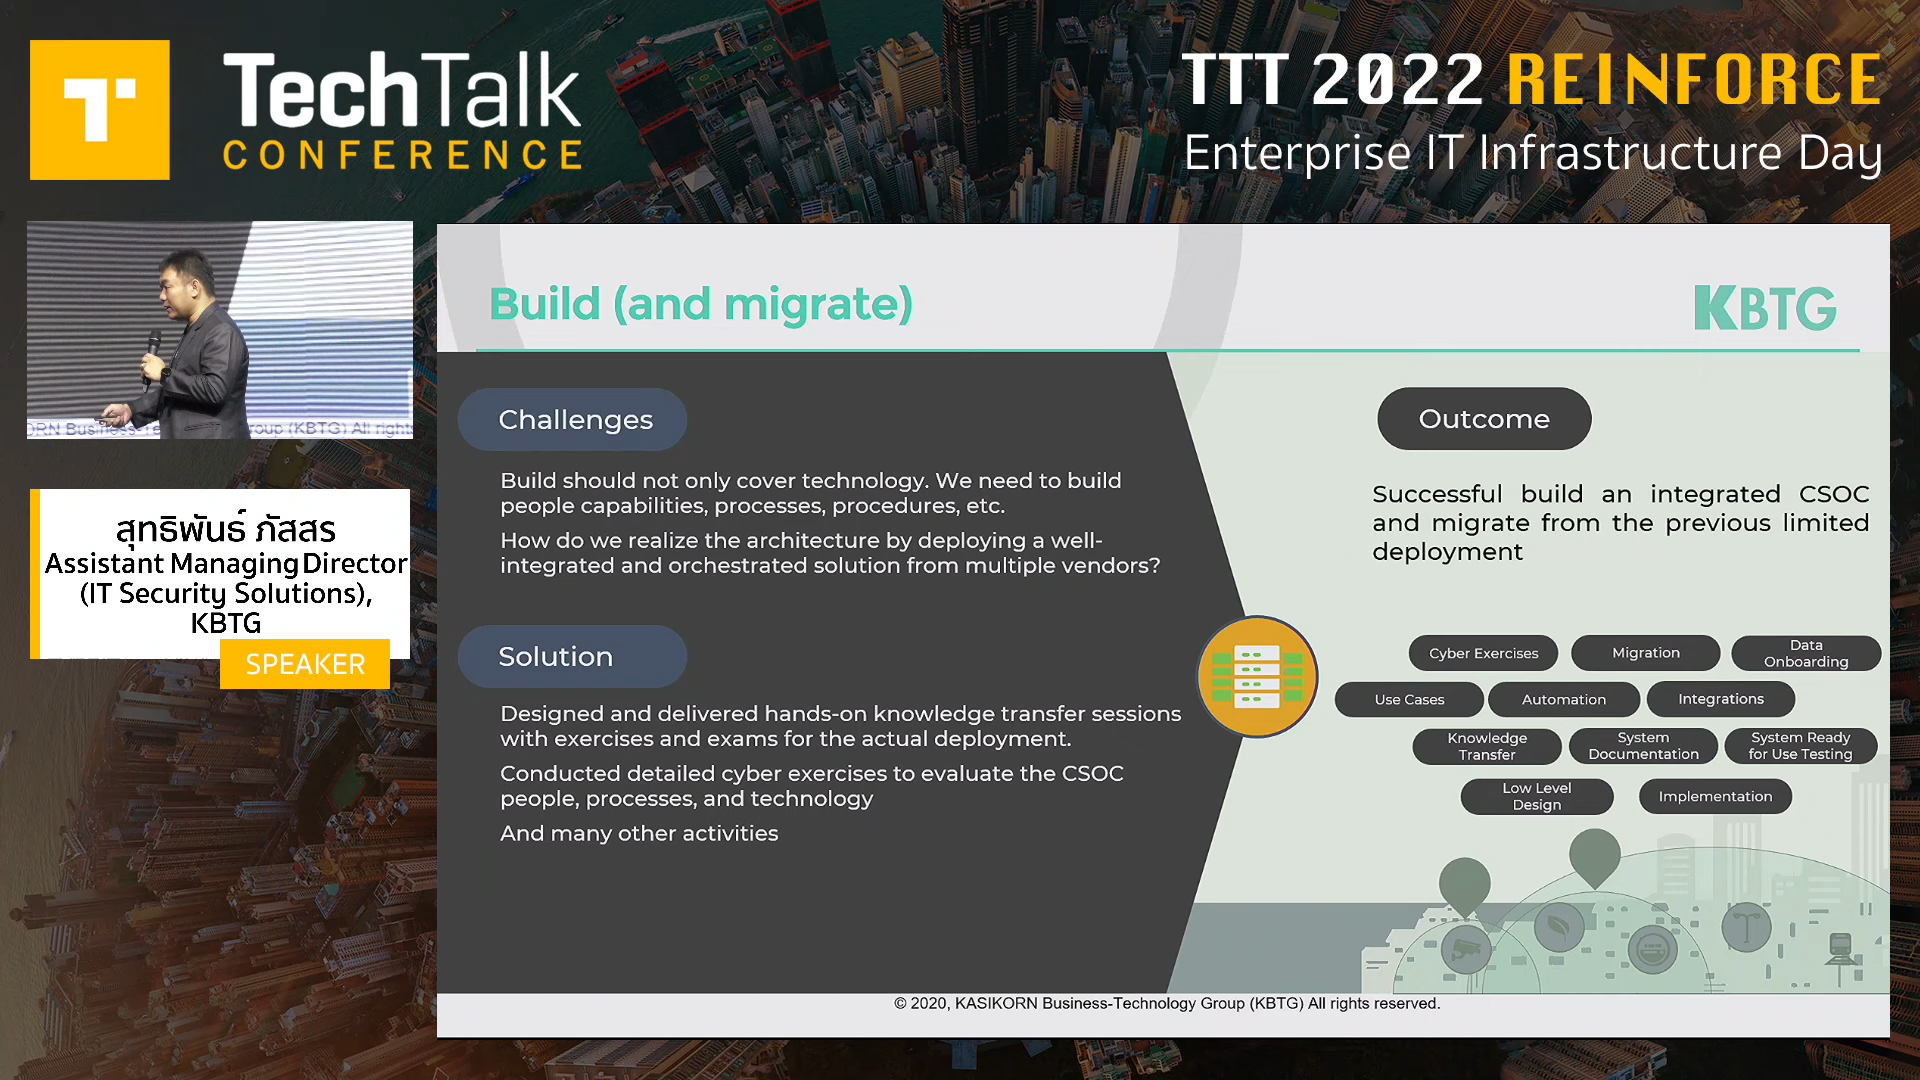 TechTalk
CONFERENCE
TTT 2022 REINFORCE
Enterprise IT Infrastructure Day
ORN Business-Te
roup (KBTG) All right
สุทธิพันธ์ ภัสสร
Assistant Managing Director
(IT Security Solutions),
KBTG
SPEAKER
Build (and migrate)
KBTG
Challenges
Build should not only cover technology. We need to build
people capabilities, processes, procedures, etc.
How do we realize the architecture by deploying a well-
integrated and orchestrated solution from multiple vendors?
Solution
Designed and delivered hands-on knowledge transfer sessions
with exercises and exams for the actual deployment.
Conducted detailed cyber exercises to evaluate the CSOC
people, processes, and technology
And many other activities
Outcome
Successful build an integrated CSOC
and migrate from the previous limited
deployment
Cyber Exercises
Migration
Data
Onboarding
Use Cases
Automation
Integrations
Knowledge
Transfer
System
Documentation
System Ready
for Use Testing
Low Level
Design
Implementation
© 2020, KASIKORN Business-Technology Group (KBTG) All rights reserved.